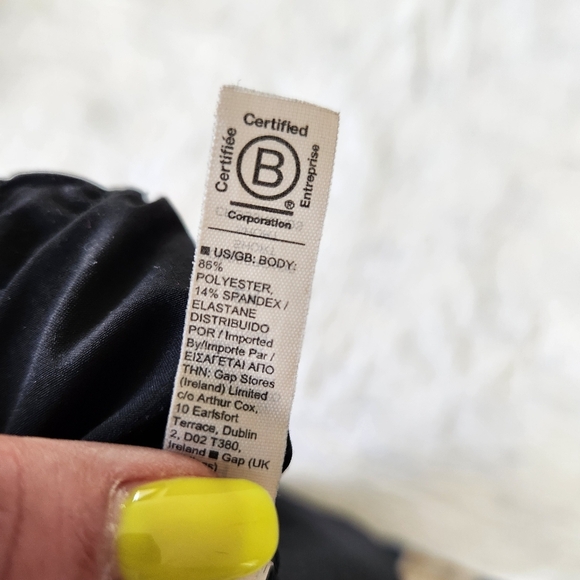 Certified
Certifiée
B
®
Entreprise
Corporation
■ US/GB: BODY:
86%
POLYESTER,
14% SPANDEX /
ELASTANE
DISTRIBUIDO
POR / Imported
By/Importe Par /
ΕΙΣΑΓΕΤΑΙ ΑΠΟ
ΤΗΝ: Gap Stores
(Ireland) Limited
c/o Arthur Cox,
10 Earlsfort
Terrace, Dublin
2, D02 T380,
Ireland ■ Gap (UK